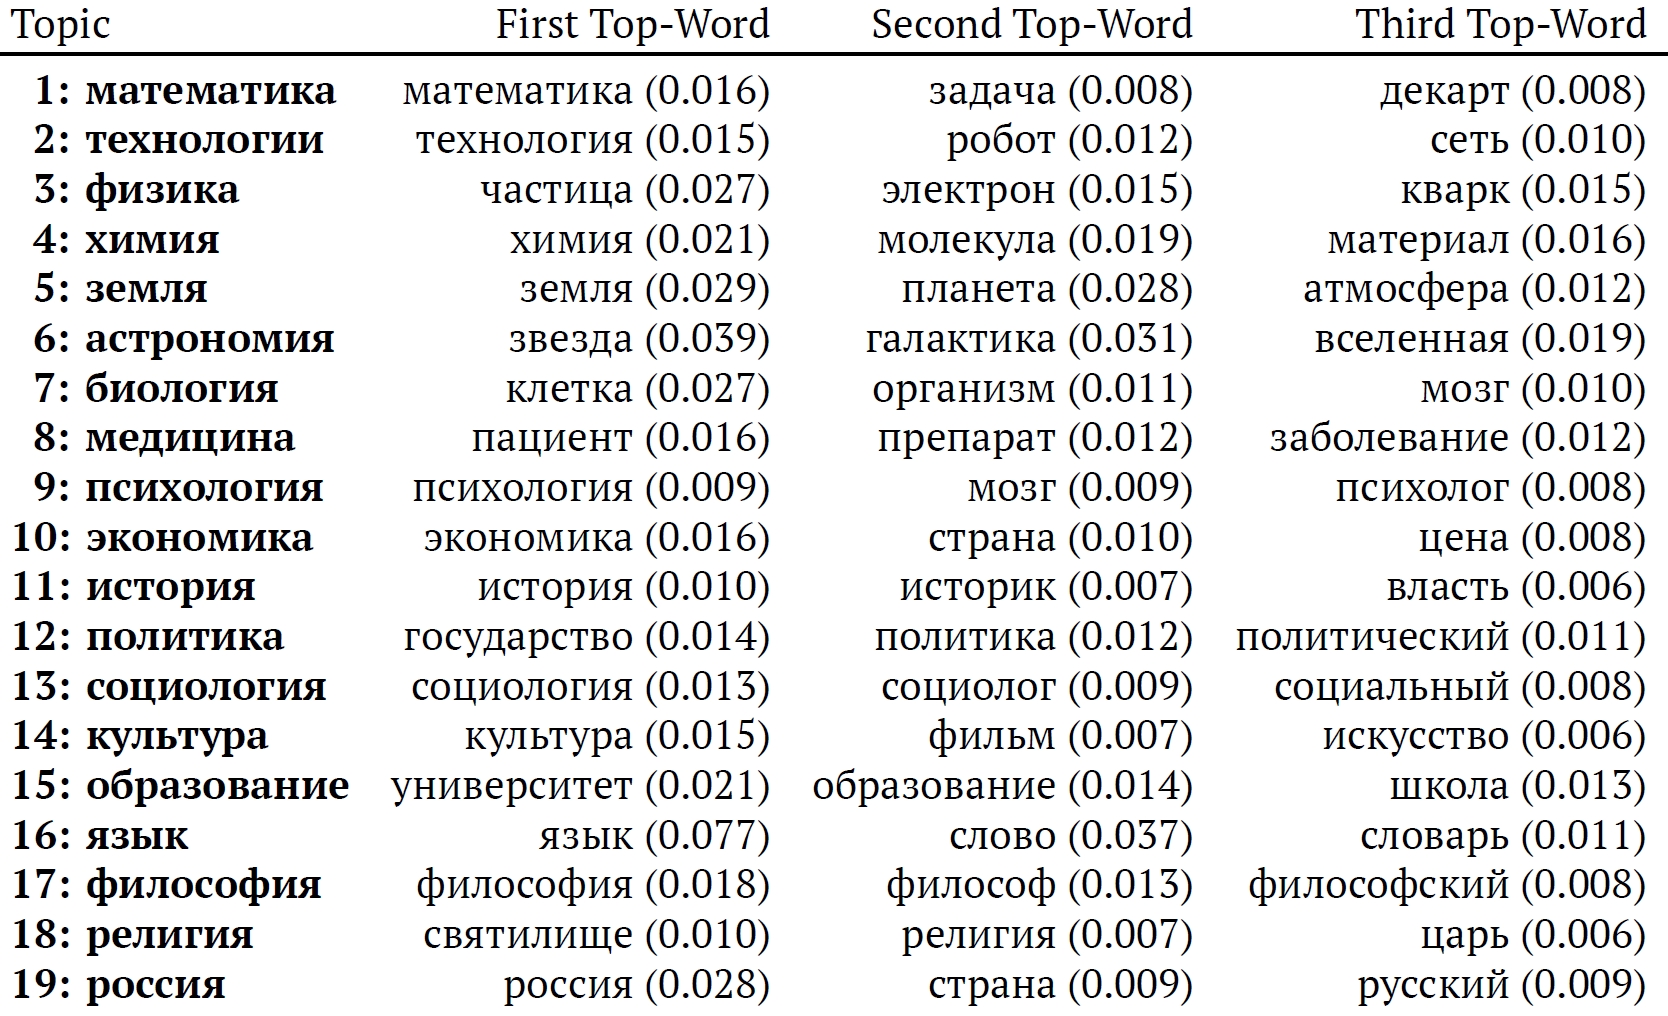 Topic First Top-Word Second Top-Word Third Top-Word
1: математика математика (0.016) задача (0.008) декарт (0.008)
2: технологии технология (0.015) робот (0.012) сеть (0.010)
3: физика частица (0.027) электрон (0.015) кварк (0.015)
4: химия химия (0.021) молекула (0.019) материал (0.016)
5: земля земля (0.029) планета (0.028) атмосфера (0.012)
6: астрономия звезда (0.039) галактика (0.031) вселенная (0.019)
7: биология клетка (0.027) организм (0.011) мозг (0.010)
8: медицина пациент (0.016) препарат (0.012) заболевание (0.012)
9: психология психология (0.009) мозг (0.009) психолог (0.008)
10: экономика экономика (0.016) страна (0.010) цена (0.008)
11: история история (0.010) историк (0.007) власть (0.006)
12: политика государство (0.014) политика (0.012) политический (0.011)
13: социология социология (0.013) социолог (0.009) социальный (0.008)
14: культура культура (0.015) фильм (0.007) искусство (0.006)
15: образование университет (0.021) образование (0.014) школа (0.013)
16: язык язык (0.077) слово (0.037) словарь (0.011)
17: философия философия (0.018) философ (0.013) философский (0.008)
18: религия святилище (0.010) религия (0.007) царь (0.006)
19: россия россия (0.028) страна (0.009) русский (0.009)